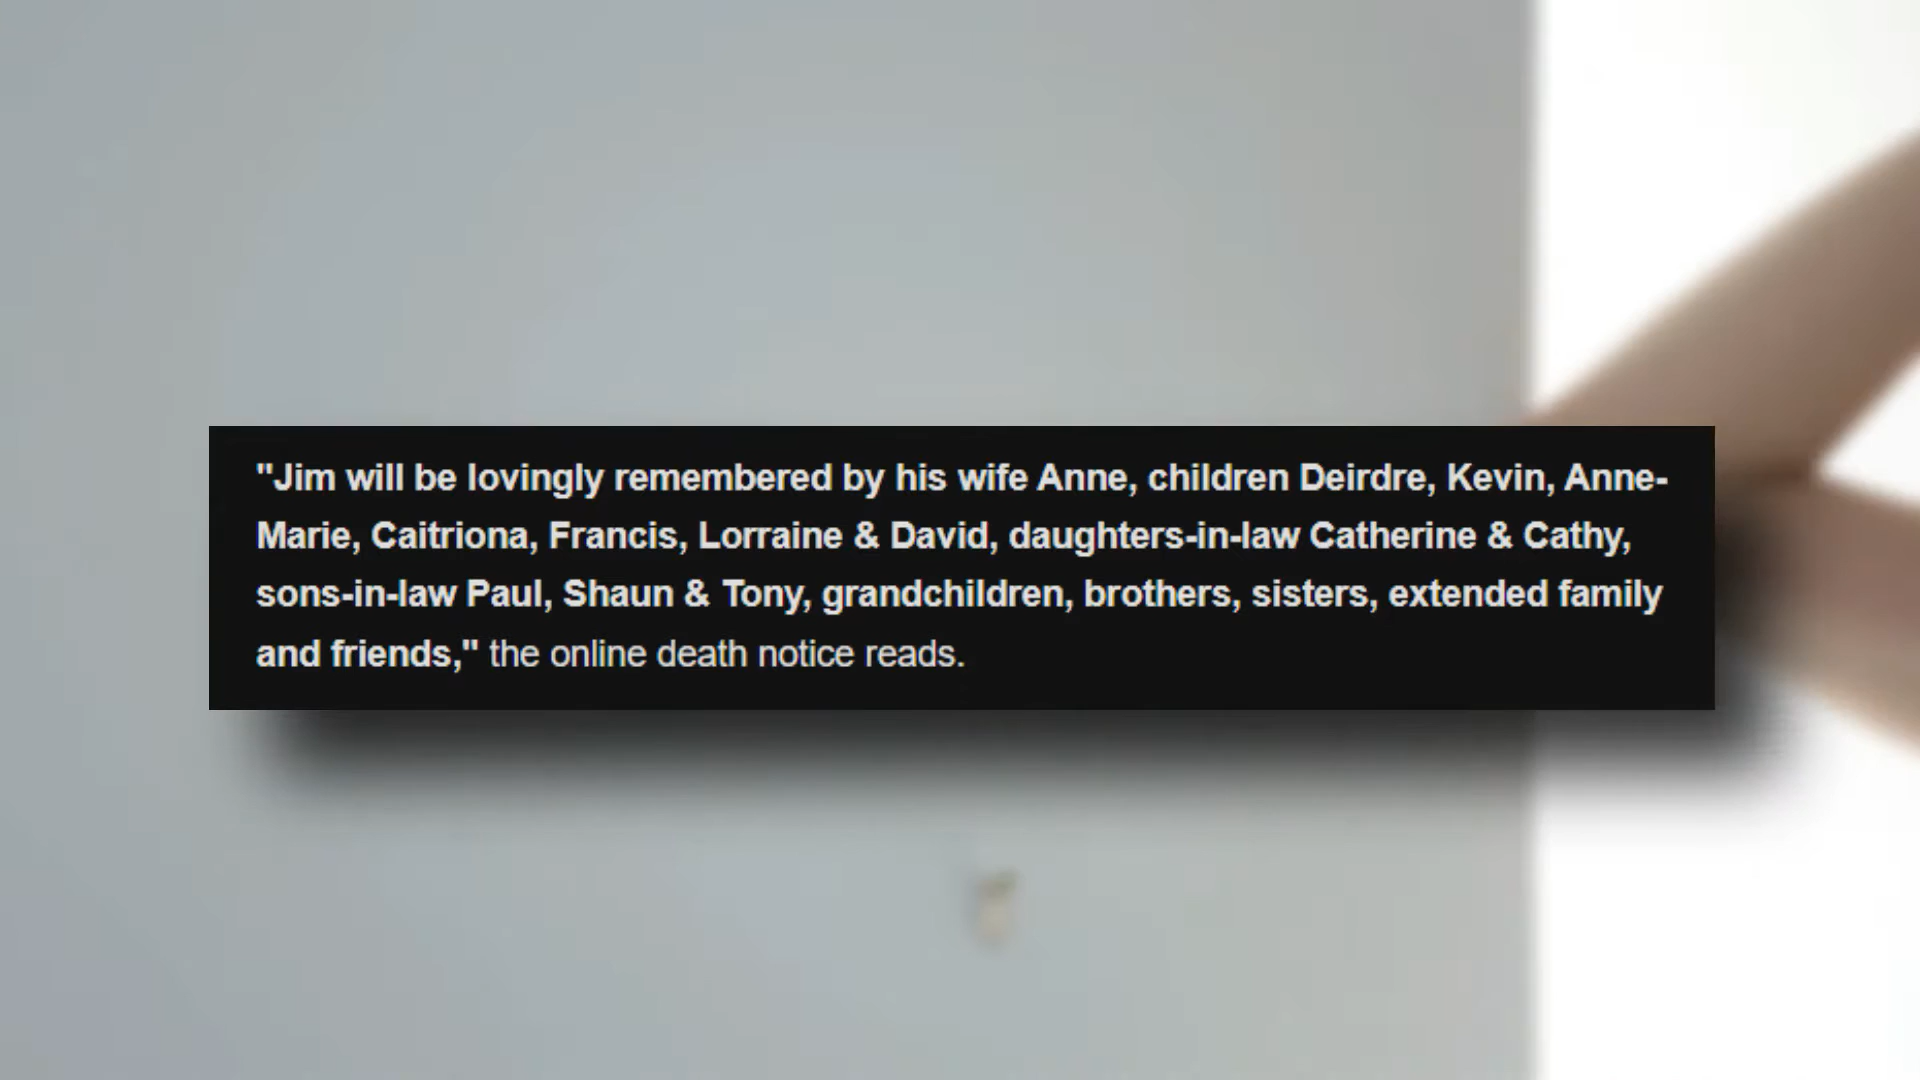 "Jim will be lovingly remembered by his wife Anne, children Deirdre, Kevin, Anne-
Marie, Caitriona, Francis, Lorraine & David, daughters-in-law Catherine & Cathy,
sons-in-law Paul, Shaun & Tony, grandchildren, brothers, sisters, extended family
and friends," the online death notice reads.